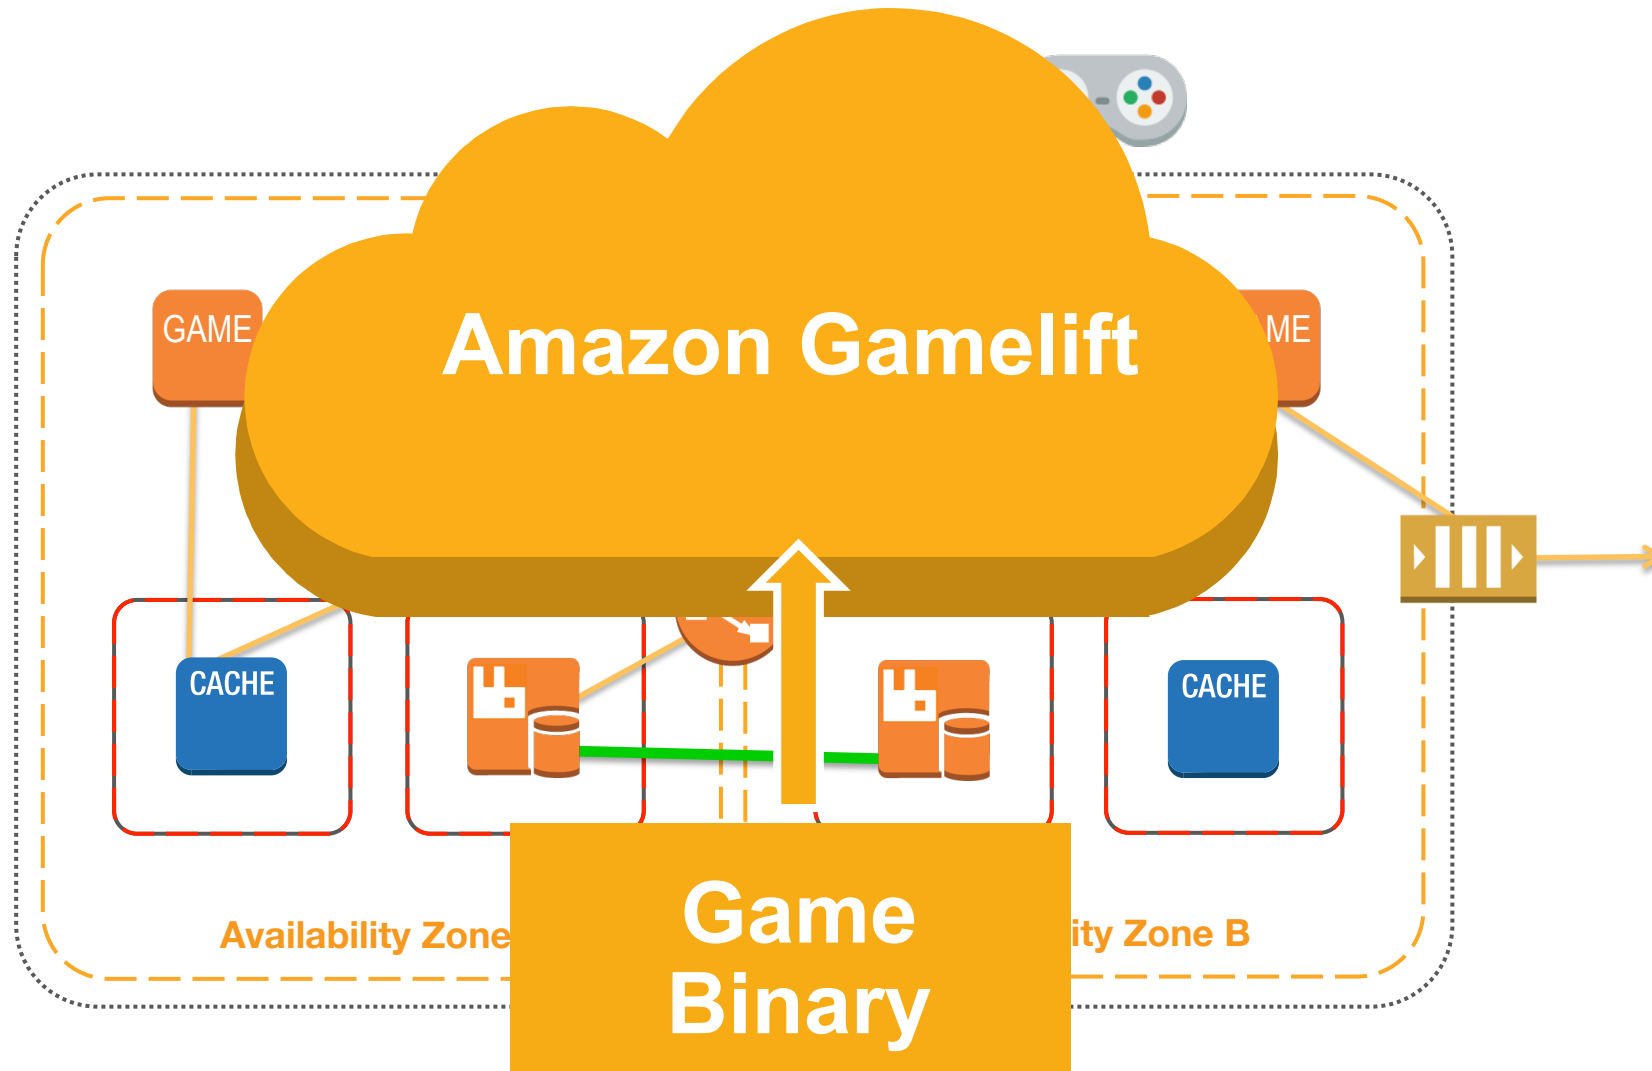 Amazon Gamelift
GAME
ME
CACHE
CACHE
Availability Zone
ity Zone B
Game
Binary